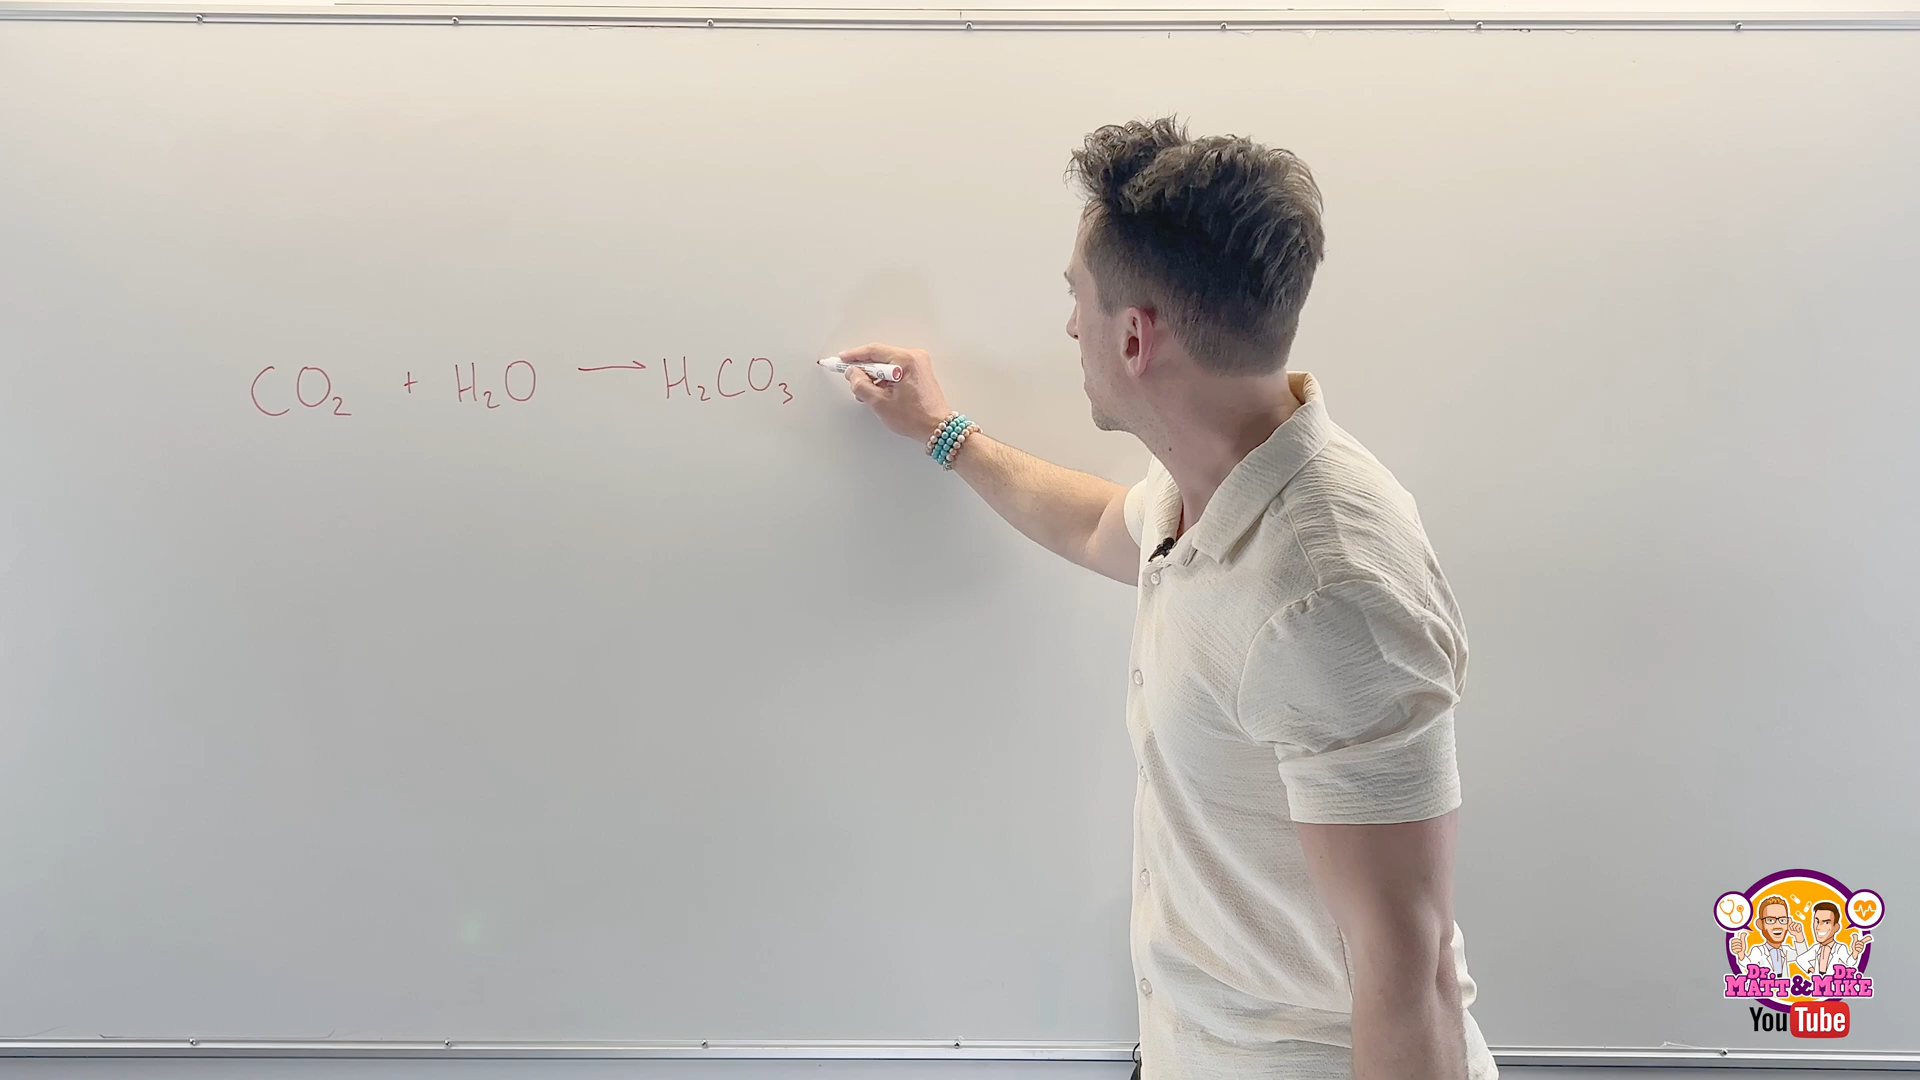 CO₂ + H₂O → H₂CO₃
Dr. Dr.
MATT & MIKE
YouTube